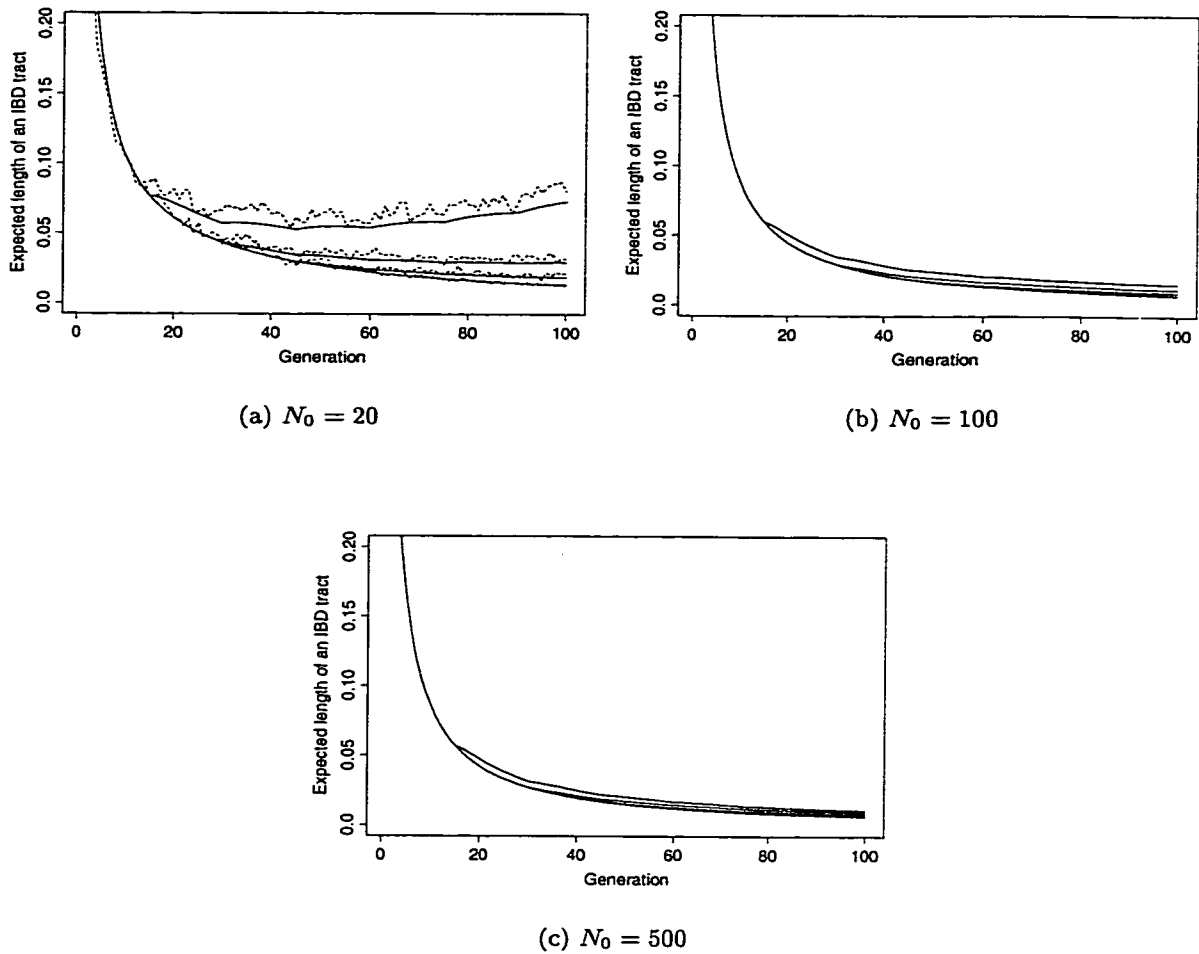 0.20
0.15
0.10
0.05
0.0
Expected length of an IBD tract
0 20 40 60 80 100
Generation
(a) N₀ = 20
0.20
0.15
0.10
0.05
0.0
Expected length of an IBD tract
0 20 40 60 80 100
Generation
(b) N₀ = 100
0.20
0.15
0.10
0.05
0.0
Expected length of an IBD tract
0 20 40 60 80 100
Generation
(c) N₀ = 500